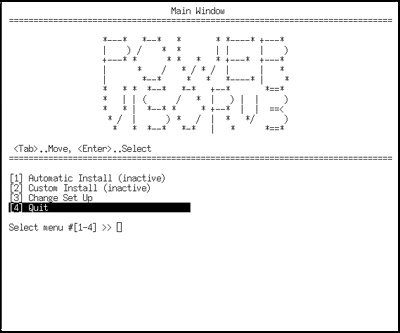 Main Window
<Tab>..Move, <Enter>..Select
[1] Automatic Install (inactive)
[2] Custom Install (inactive)
[3] Change Set Up
[4] Quit
Select menu #[1-4] >>